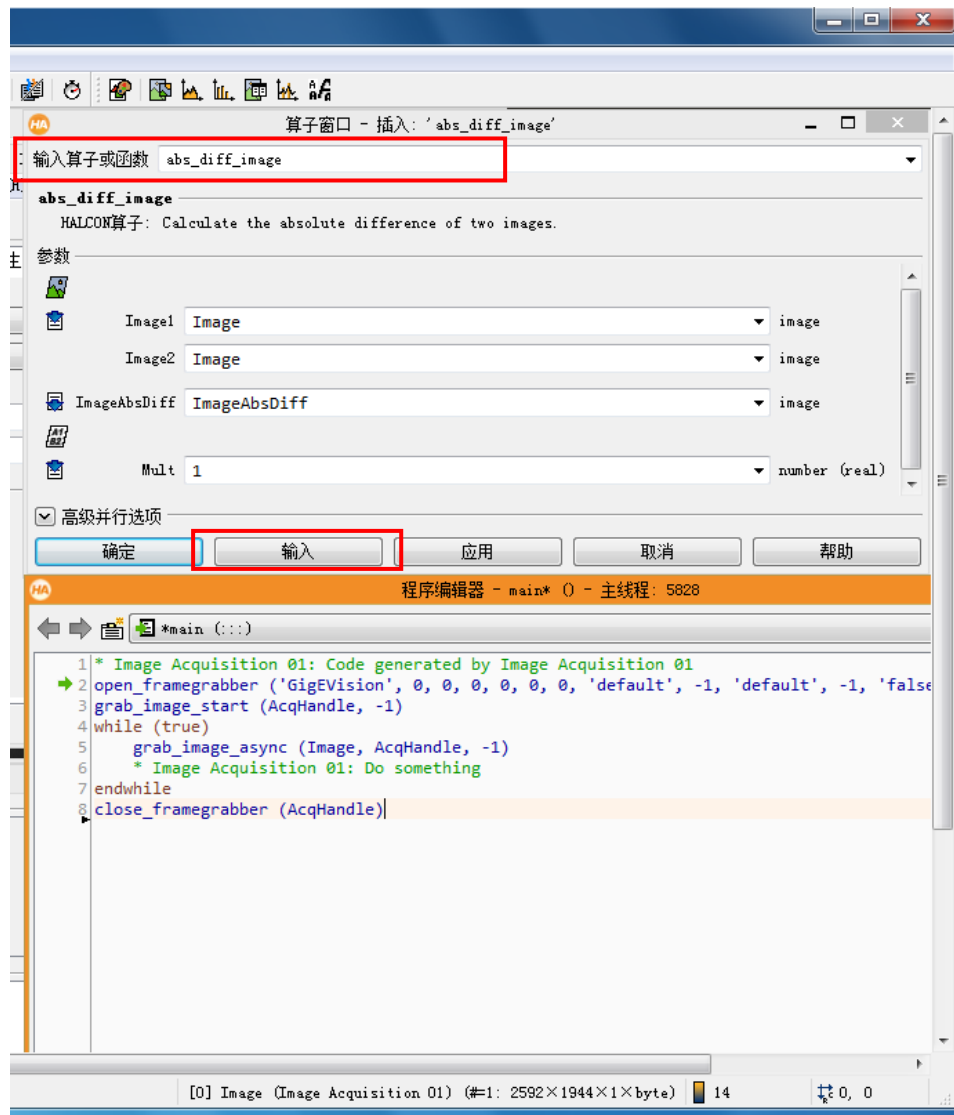 算子窗口 - 插入: 'abs_diff_image'
输入算子或函数 abs_diff_image
abs_diff_image
HALCON算子: Calculate the absolute difference of two images.
参数
Image1 Image image
Image2 Image image
ImageAbsDiff ImageAbsDiff image
Mult 1 number (real)
高级并行选项
确定 输入 应用 取消 帮助
程序编辑器 - main* () - 主线程: 5828
*main (:::)
1 * Image Acquisition 01: Code generated by Image Acquisition 01
2 open_framegrabber ('GigEVision', 0, 0, 0, 0, 0, 0, 'default', -1, 'default', -1, 'false
3 grab_image_start (AcqHandle, -1)
4 while (true)
5 grab_image_async (Image, AcqHandle, -1)
6 * Image Acquisition 01: Do something
7 endwhile
8 close_framegrabber (AcqHandle)
[0] Image (Image Acquisition 01) (#=1: 2592×1944×1×byte) 14 0, 0